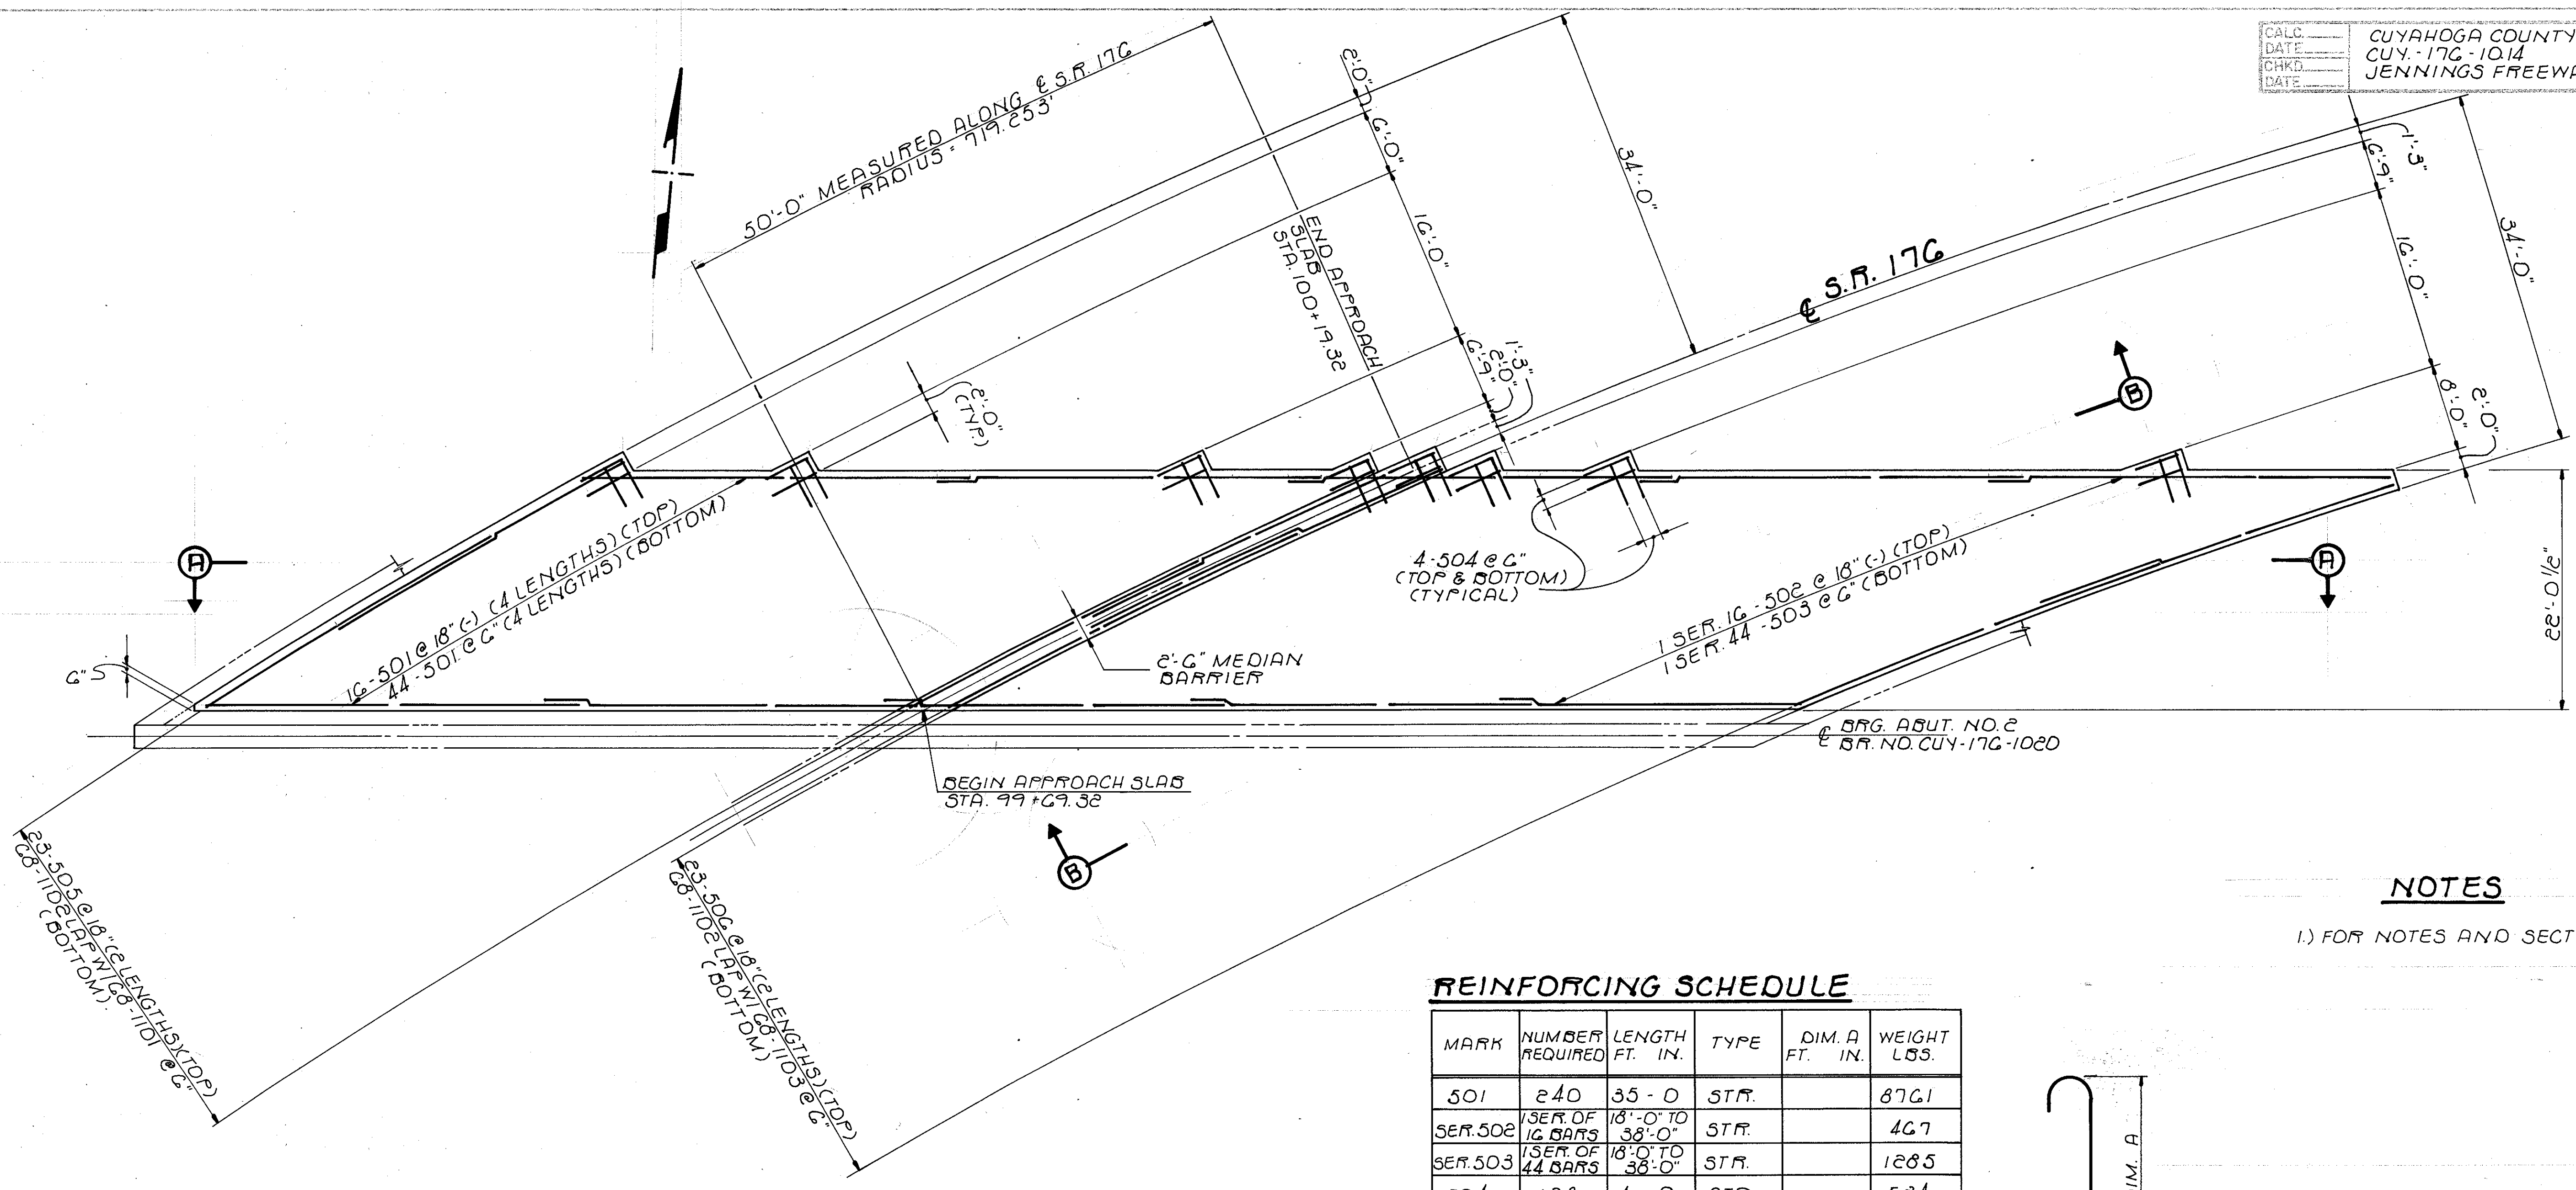 CALC.
DATE
CHKD.
DATE
CUYAHOGA COUNTY
CUY.-176-10.14
JENNINGS FREEWA
50'-0" MEASURED ALONG ℄ S.R. 176
RADIUS = 719.253'
2'-0"
6'-0"
16'-0"
34'-0"
END APPROACH
SLAB
STA. 100+19.32
6'-9"
2'-0"
1'-3"
℄ S.R. 176
1'-3"
6'-9"
16'-0"
34'-0"
8'-0"
2'-0"
B
2'-0"
(TYP.)
A
16-501 @ 18" (-) (4 LENGTHS) (TOP)
44-501 @ 6" (4 LENGTHS) (BOTTOM)
4-504 @ 6"
(TOP & BOTTOM)
(TYPICAL)
1 SER. 16-502 @ 18" (-) (TOP)
1 SER. 44-503 @ 6" (BOTTOM)
A
22'-0 1/2"
6"
2'-6" MEDIAN
BARRIER
℄ BRG. ABUT. NO. 2
BR. NO. CUY-176-1020
BEGIN APPROACH SLAB
STA. 99+69.32
B
23-505 @ 18" (2 LENGTHS)(TOP)
68-1102 LAP W/68-1101 @ 6"
(BOTTOM).
23-506 @ 18" (2 LENGTHS)(TOP)
68-1102 LAP W/68-1103 @ 6"
(BOTTOM)
NOTES
1.) FOR NOTES AND SECT
REINFORCING SCHEDULE
MARK NUMBER REQUIRED LENGTH FT. IN. TYPE DIM. A FT. IN. WEIGHT LBS.
501 240 35-0 STR. 8761
SER.502 1 SER. OF 16 BARS 18'-0" TO 38'-0" STR. 467
SER.503 1 SER. OF 44 BARS 18'-0" TO 38'-0" STR. 1285
IM. A